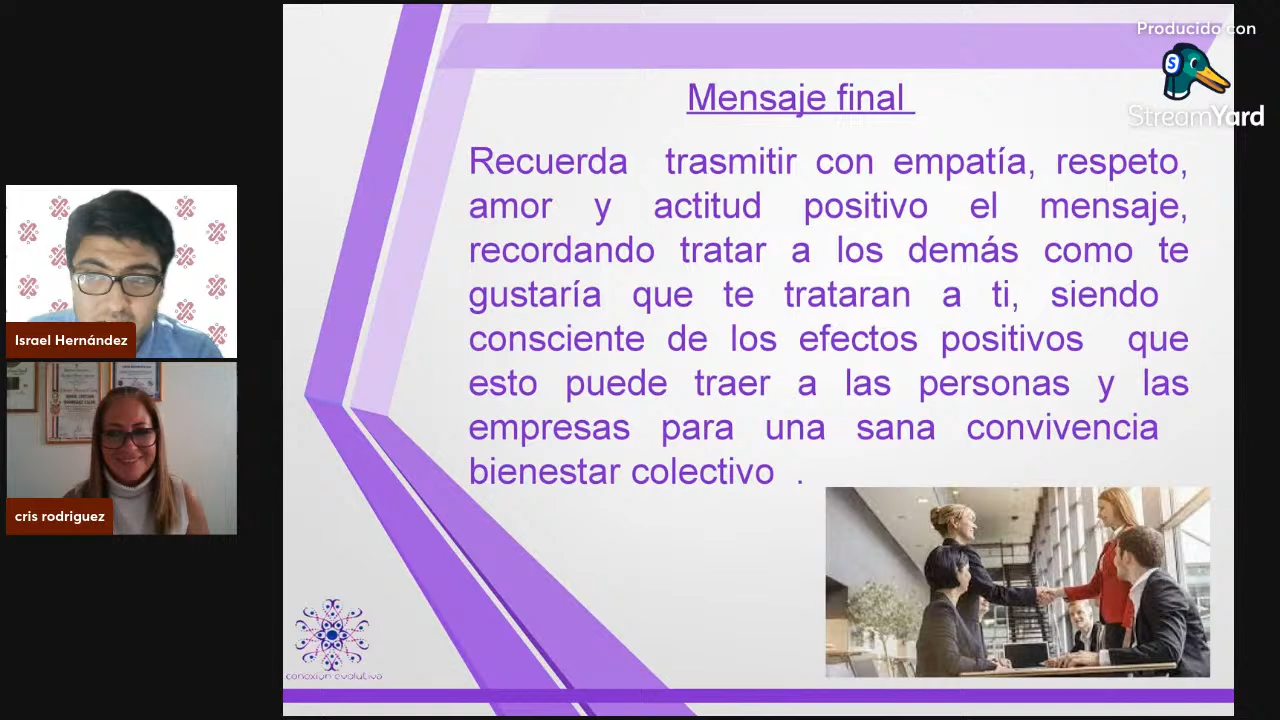 Producido con
StreamYard
Mensaje final
Recuerda trasmitir con empatía, respeto,
amor y actitud positivo el mensaje,
recordando tratar a los demás como te
gustaría que te trataran a ti, siendo
consciente de los efectos positivos que
esto puede traer a las personas y las
empresas para una sana convivencia
bienestar colectivo .
Israel Hernández
cris rodriguez